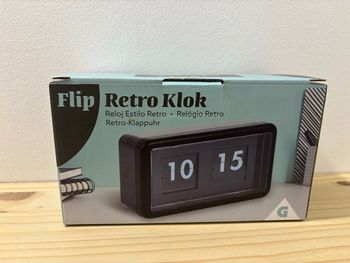 Flip Retro Klok
Reloj Estilo Retro • Relógio Retro
Retro-Klappuhr
10 15
G